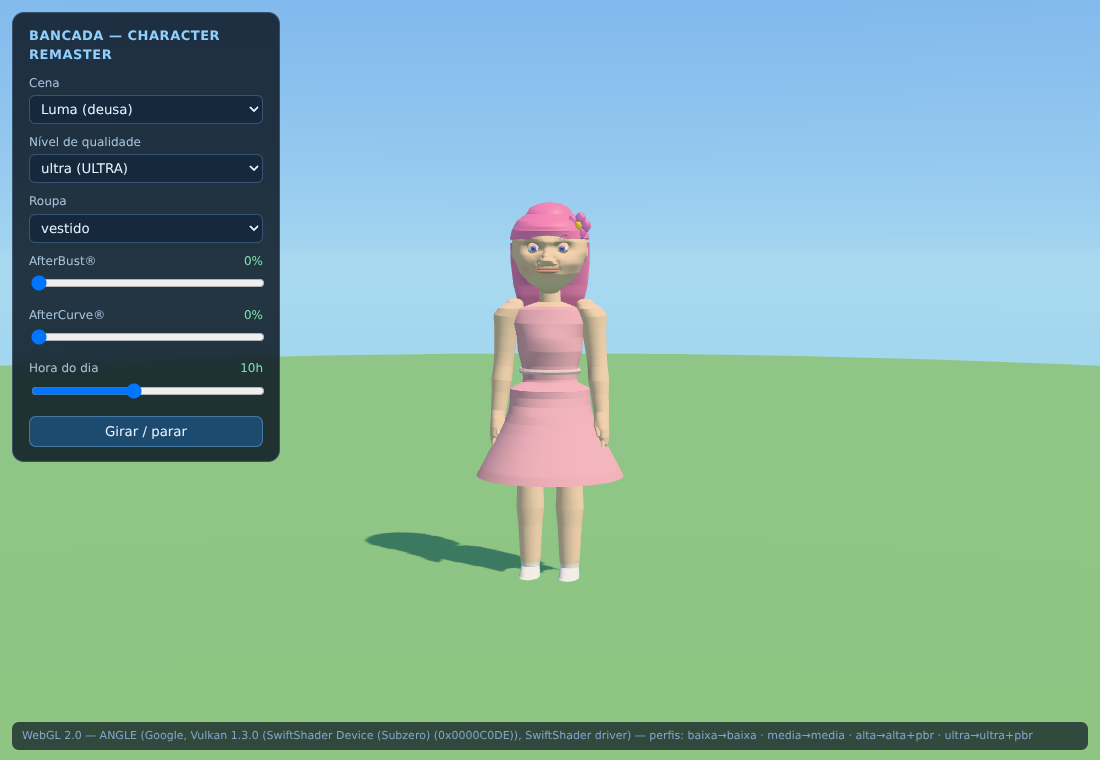 BANCADA — CHARACTER
REMASTER
Cena
Luma (deusa)
Nível de qualidade
ultra (ULTRA)
Roupa
vestido
AfterBust® 0%
AfterCurve® 0%
Hora do dia 10h
Girar / parar
WebGL 2.0 — ANGLE (Google, Vulkan 1.3.0 (SwiftShader Device (Subzero) (0x0000C0DE)), SwiftShader driver) — perfis: baixa→baixa · media→media · alta→alta+pbr · ultra→ultra+pbr